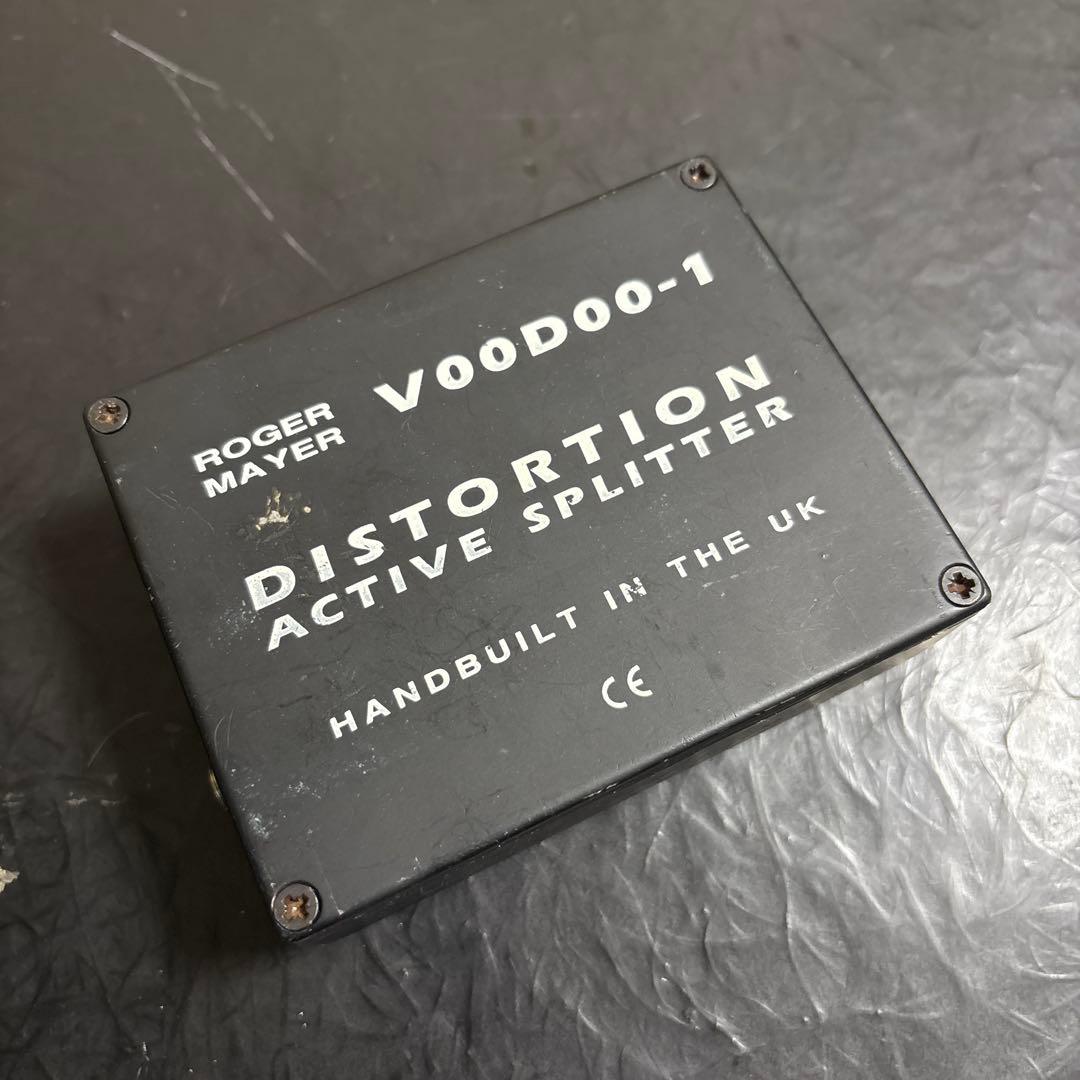 ROGER
MAYER
VOODOO-1
DISTORTION
ACTIVE SPLITTER
HANDBUILT IN THE UK
CE